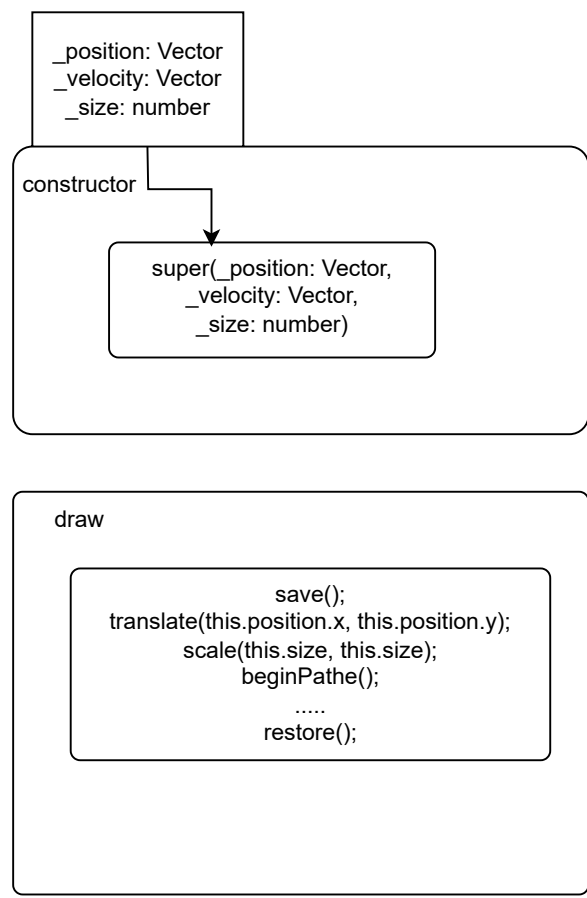 _position: Vector
_velocity: Vector
_size: number
constructor
super(_position: Vector,
_velocity: Vector,
_size: number)
draw
save();
translate(this.position.x, this.position.y);
scale(this.size, this.size);
beginPathe();
.....
restore();